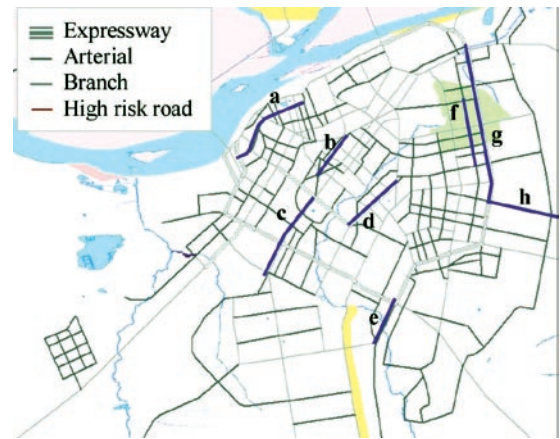 Expressway
Arterial
Branch
High risk road
a
b
c
d
e
f
g
h